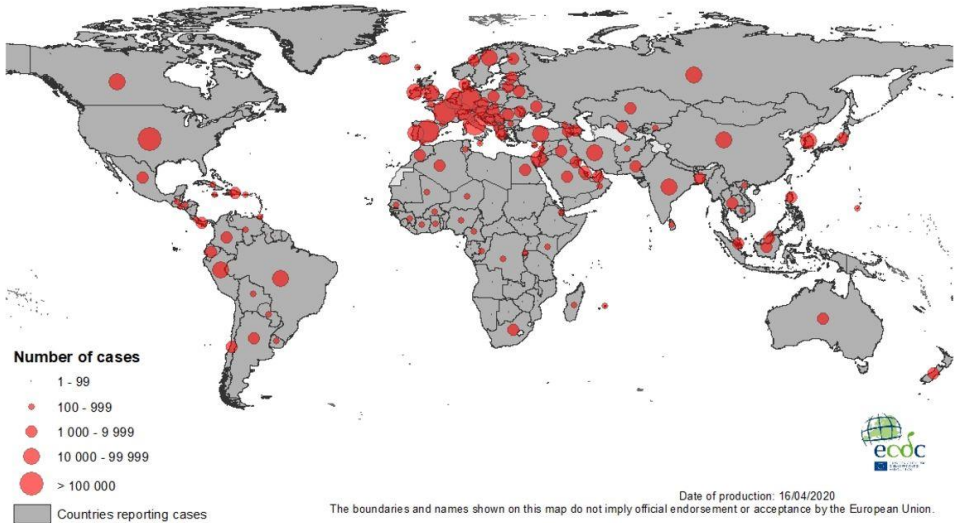 Number of cases
1 - 99
100 - 999
1 000 - 9 999
10 000 - 99 999
> 100 000
Countries reporting cases
ecdc
Date of production: 16/04/2020
The boundaries and names shown on this map do not imply official endorsement or acceptance by the European Union.